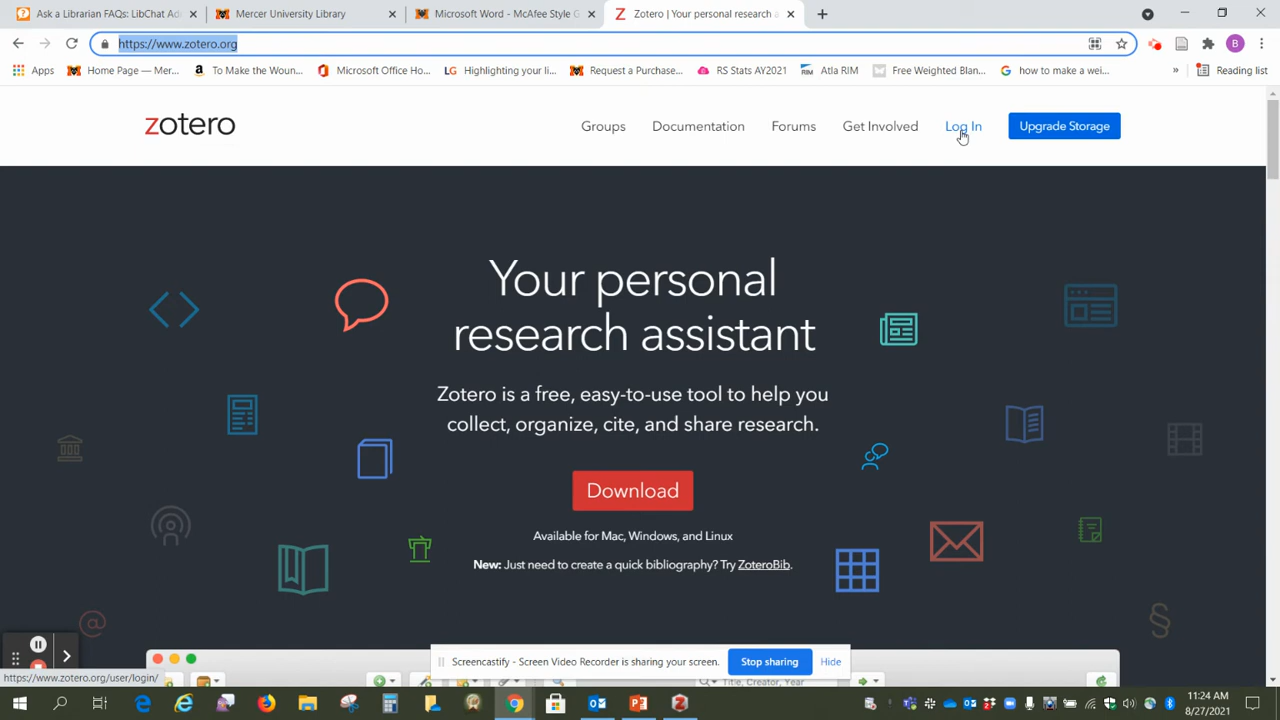 Ask a Librarian FAQs: LibChat Ad
Mercer University Library
Microsoft Word - McAfee Style G
Zotero | Your personal research a
https://www.zotero.org
B
Apps
Home Page — Mer...
To Make the Woun...
Microsoft Office Ho...
LG Highlighting your li...
Request a Purchase...
RS Stats AY2021
RIM Atla RIM
Free Weighted Blan...
how to make a wei...
»
Reading list
zotero
Groups
Documentation
Forums
Get Involved
Log In
Upgrade Storage
Your personal
research assistant
Zotero is a free, easy-to-use tool to help you
collect, organize, cite, and share research.
Download
Available for Mac, Windows, and Linux
New: Just need to create a quick bibliography? Try ZoteroBib.
Screencastify - Screen Video Recorder is sharing your screen.
Stop sharing
Hide
https://www.zotero.org/user/login/
Title, Creator, Year
11:24 AM
8/27/2021